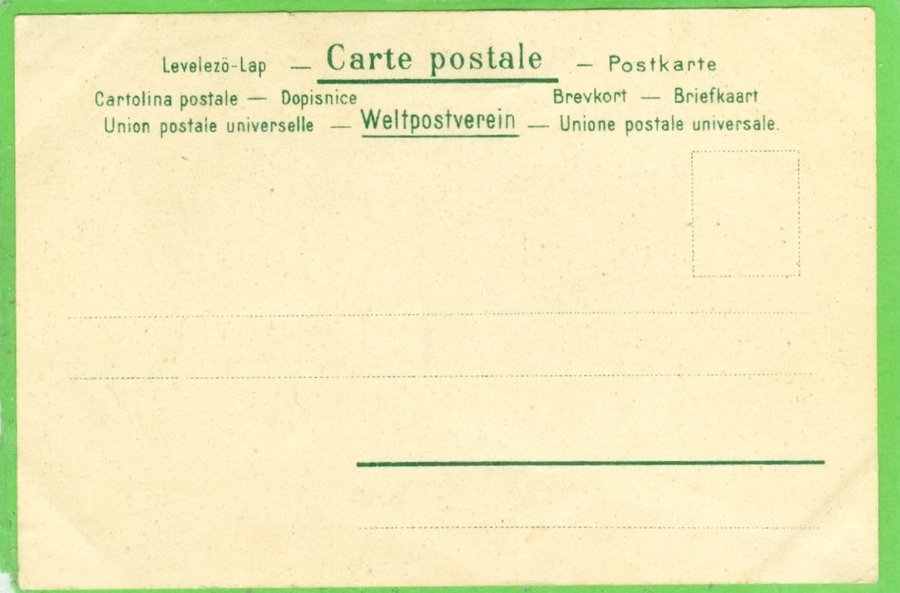 Levelezö-Lap — Carte postale — Postkarte
Cartolina postale — Dopisnice Brevkort — Briefkaart
Union postale universelle — Weltpostverein — Unione postale universale.